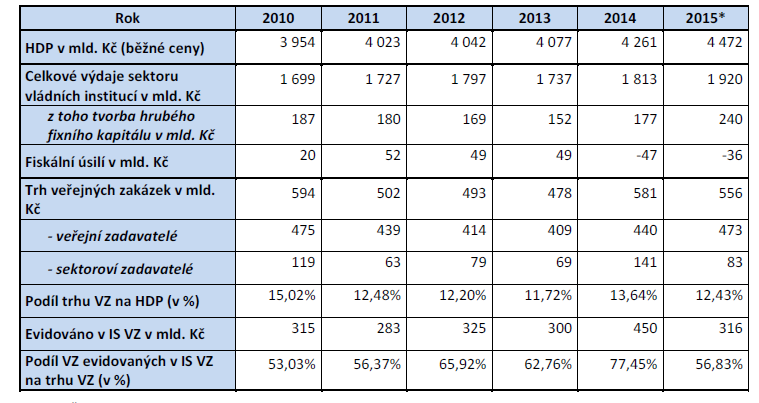 Rok 2010 2011 2012 2013 2014 2015*
HDP v mld. Kč (běžné ceny) 3 954 4 023 4 042 4 077 4 261 4 472
Celkové výdaje sektoru
vládních institucí v mld. Kč 1 699 1 727 1 797 1 737 1 813 1 920
z toho tvorba hrubého
fixního kapitálu v mld. Kč 187 180 169 152 177 240
Fiskální úsilí v mld. Kč 20 52 49 49 -47 -36
Trh veřejných zakázek v mld.
Kč 594 502 493 478 581 556
- veřejní zadavatelé 475 439 414 409 440 473
- sektoroví zadavatelé 119 63 79 69 141 83
Podíl trhu VZ na HDP (v %) 15,02% 12,48% 12,20% 11,72% 13,64% 12,43%
Evidováno v IS VZ v mld. Kč 315 283 325 300 450 316
Podíl VZ evidovaných v IS VZ
na trhu VZ (v %) 53,03% 56,37% 65,92% 62,76% 77,45% 56,83%